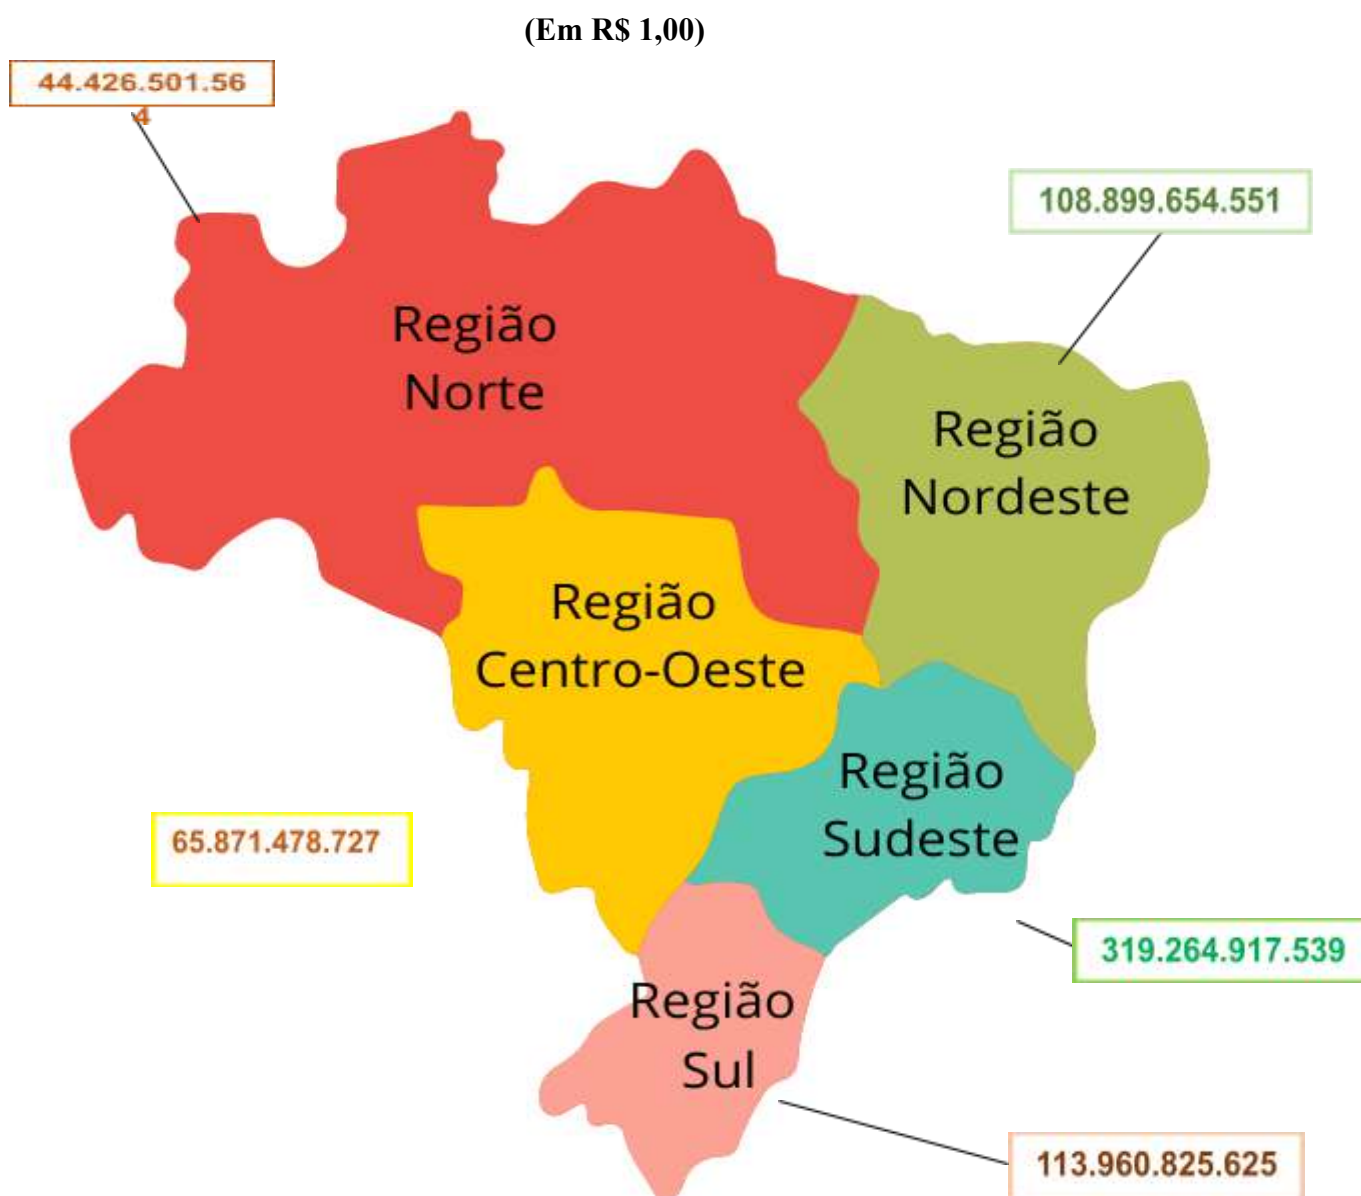 (Em R$ 1,00)
44.426.501.56
4
108.899.654.551
Região
Norte
Região
Nordeste
Região
Centro-Oeste
Região
Sudeste
65.871.478.727
319.264.917.539
Região
Sul
113.960.825.625